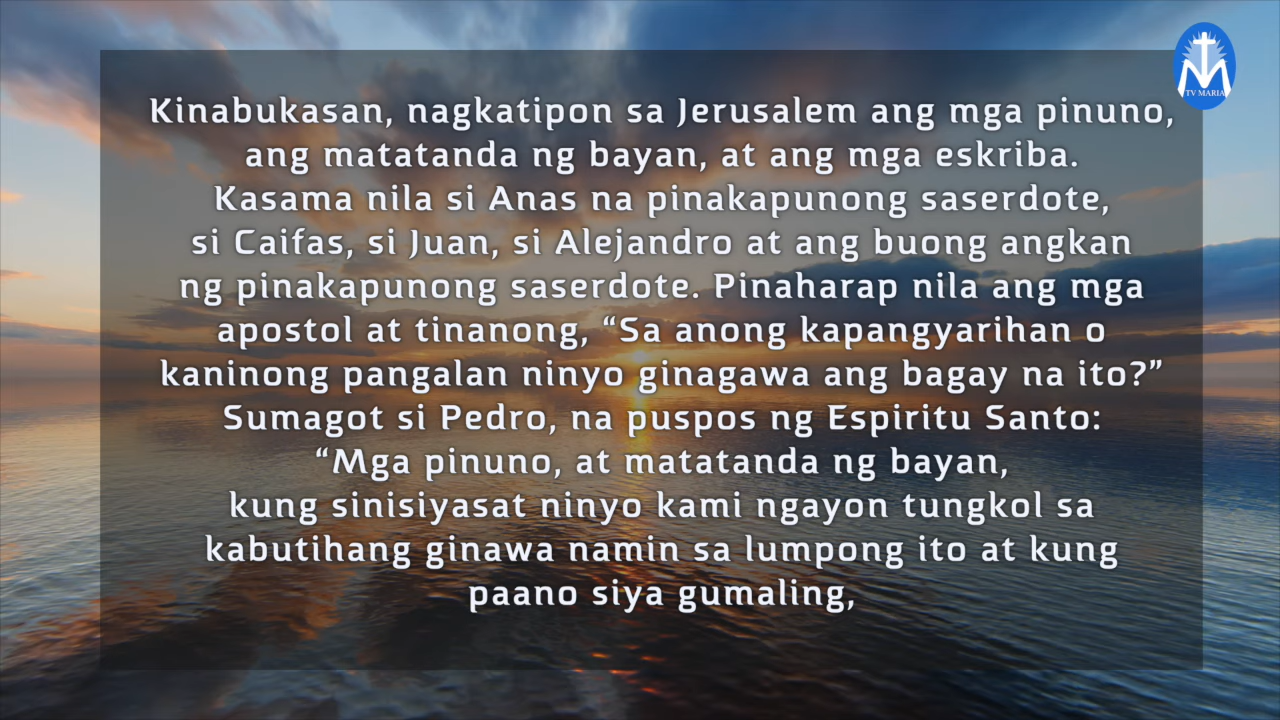 Kinabukasan, nagkatipon sa Jerusalem ang mga pinuno,
ang matatanda ng bayan, at ang mga eskriba.
Kasama nila si Anas na pinakapunong saserdote,
si Caifas, si Juan, si Alejandro at ang buong angkan
ng pinakapunong saserdote. Pinaharap nila ang mga
apostol at tinanong, “Sa anong kapangyarihan o
kaninong pangalan ninyo ginagawa ang bagay na ito?”
Sumagot si Pedro, na puspos ng Espiritu Santo:
“Mga pinuno, at matatanda ng bayan,
kung sinisiyasat ninyo kami ngayon tungkol sa
kabutihang ginawa namin sa lumpong ito at kung
paano siya gumaling,
TV MARIA